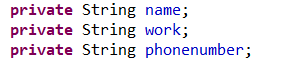 private String name;
private String work;
private String phonenumber;